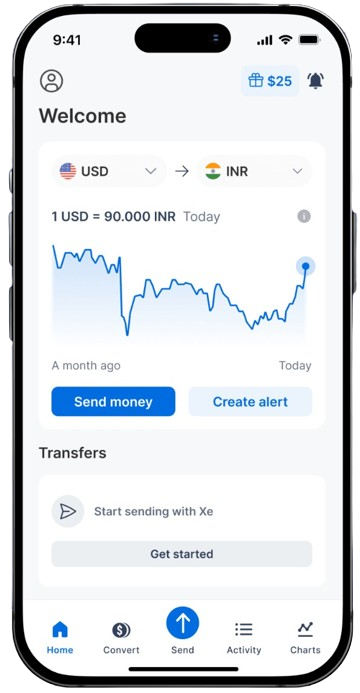 9:41
$25
Welcome
USD → INR
1 USD = 90.000 INR Today
A month ago Today
Send money Create alert
Transfers
Start sending with Xe
Get started
Home Convert Send Activity Charts